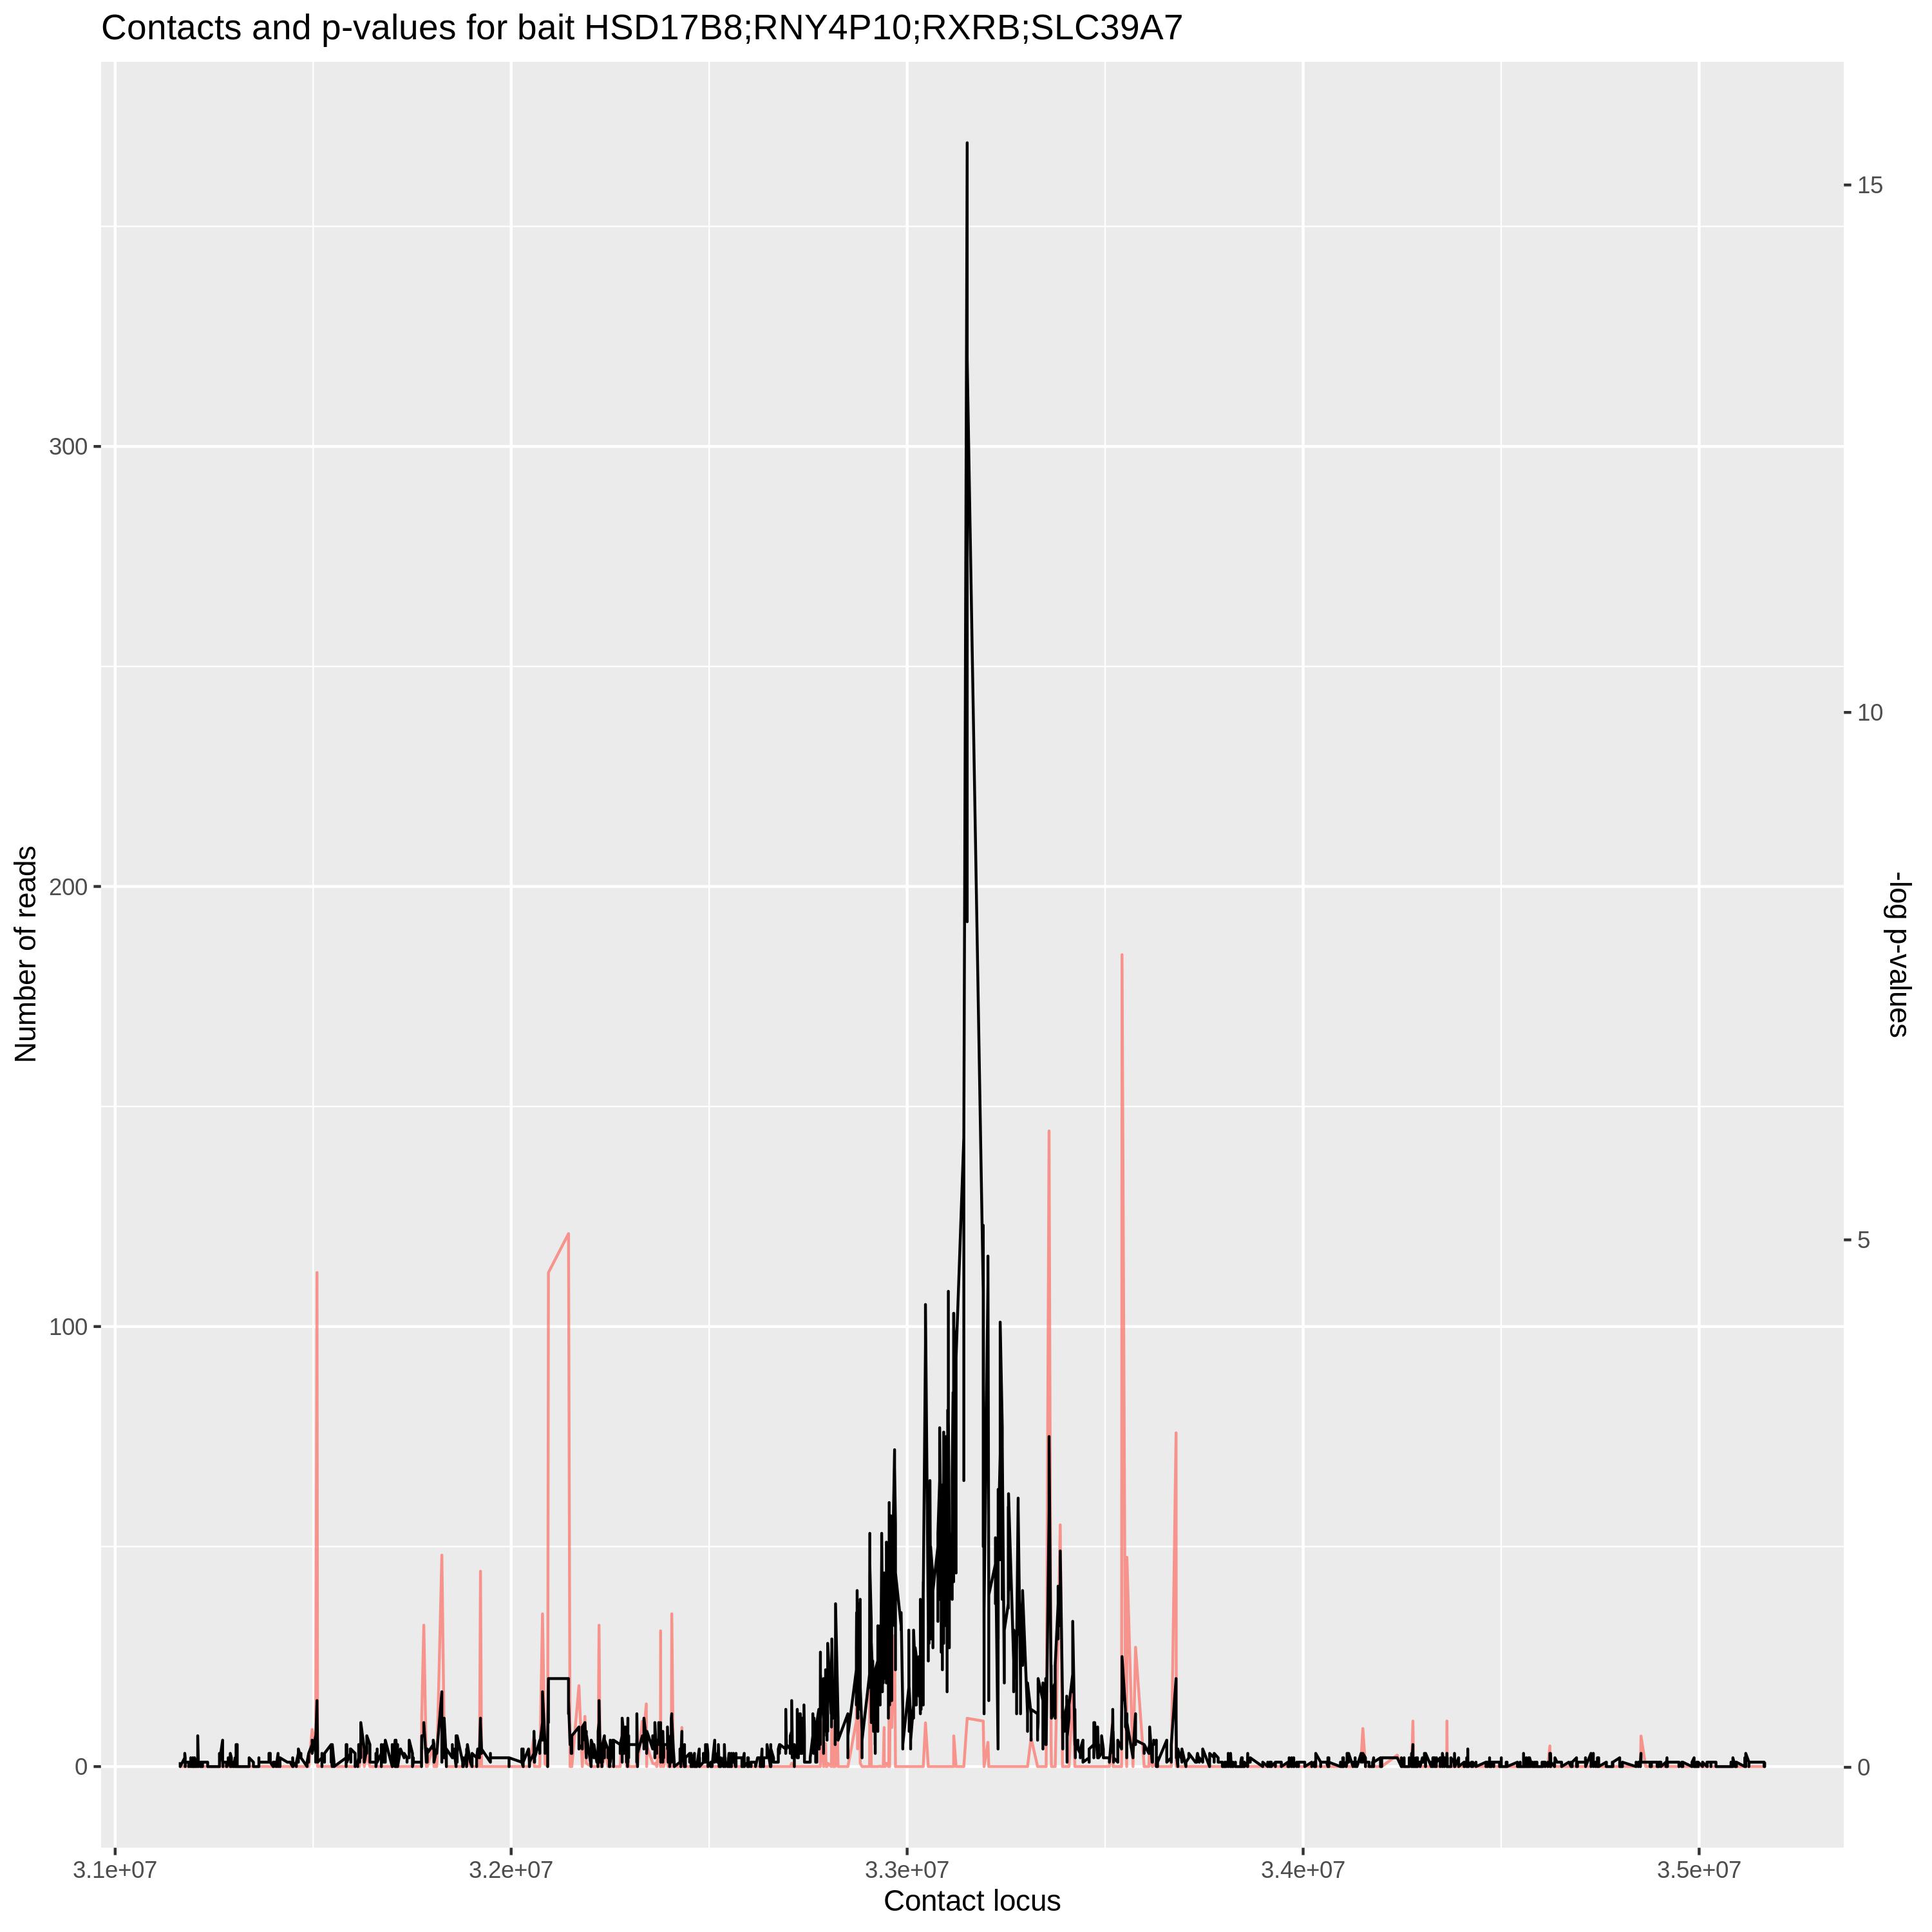 Contacts and p-values for bait HSD17B8;RNY4P10;RXRB;SLC39A7
15
300
10
200
Number of reads
-log p-values
5
100
0
0
3.1e+07 3.2e+07 3.3e+07 3.4e+07 3.5e+07
Contact locus